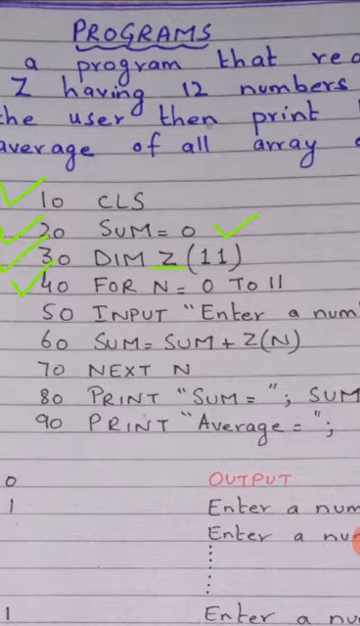 PROGRAMS
a program that rea
Z having 12 numbers
the user then print
average of all array
10 CLS
20 SUM = 0
30 DIM Z (11)
40 FOR N = 0 TO 11
50 INPUT "Enter a num
60 SUM = SUM + Z(N)
70 NEXT N
80 PRINT "SUM = "; SUM
90 PRINT "Average = ";
0 OUTPUT
1 Enter a num
Enter a nu
1 Enter a nu